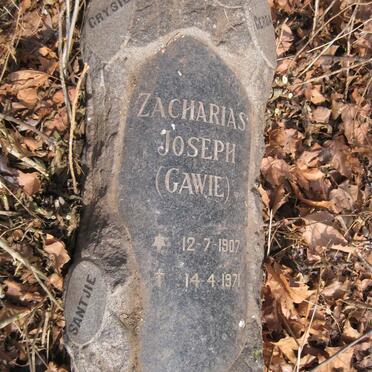 ZACHARIAS
JOSEPH
(GAWIE)
12-7-1907
14-4-1971
SANTJIE